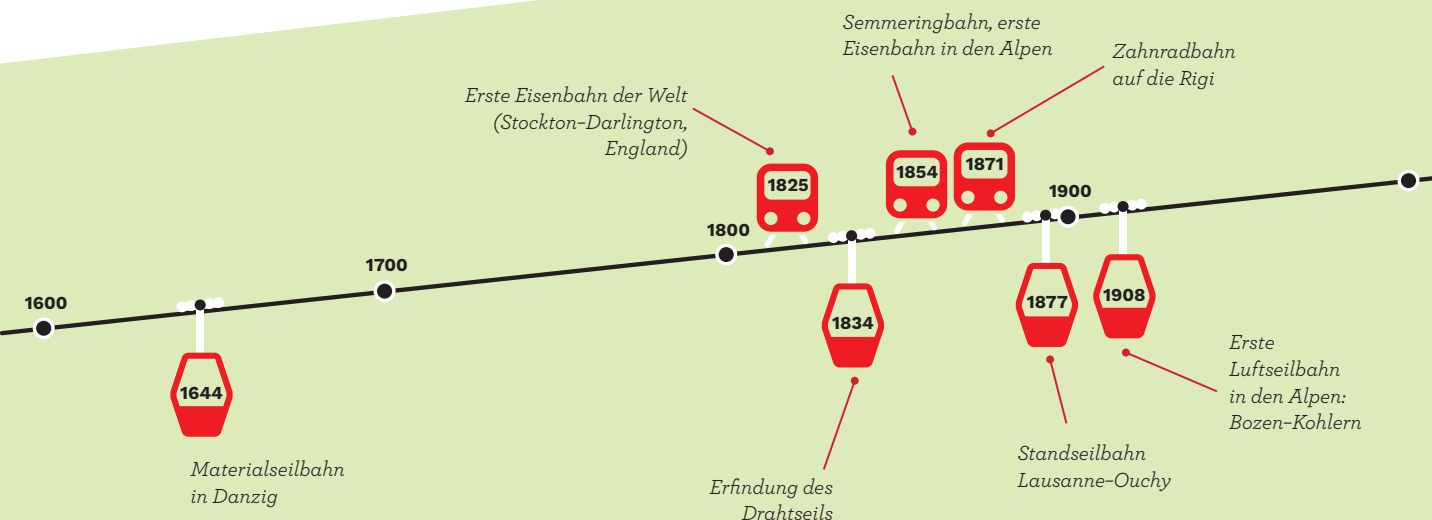 Semmeringbahn, erste
Eisenbahn in den Alpen
Zahnradbahn
auf die Rigi
Erste Eisenbahn der Welt
(Stockton–Darlington,
England)
1825
1854
1871
1600
1700
1800
1900
1644
1834
1877
1908
Materialseilbahn
in Danzig
Erfindung des
Drahtseils
Standseilbahn
Lausanne–Ouchy
Erste
Luftseilbahn
in den Alpen:
Bozen–Kohlern